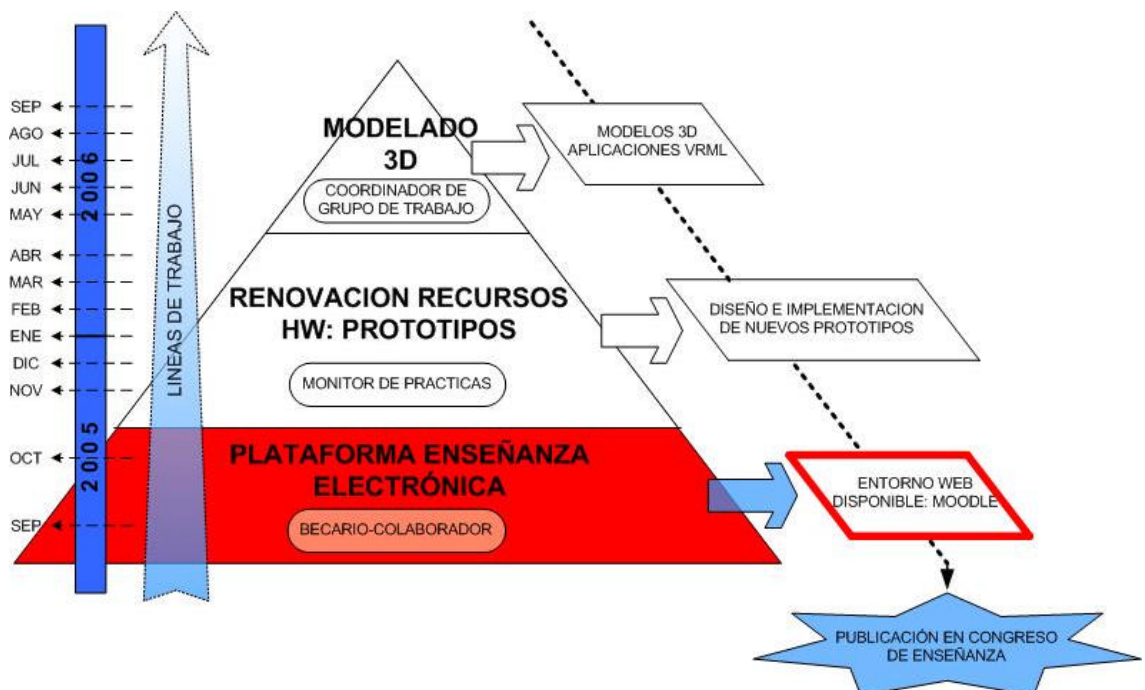 SEP
AGO
JUL
JUN
MAY
ABR
MAR
FEB
ENE
DIC
NOV
OCT
SEP
2006
2005
LINEAS DE TRABAJO
MODELADO
3D
COORDINADOR DE
GRUPO DE TRABAJO
MODELOS 3D
APLICACIONES VRML
RENOVACION RECURSOS
HW: PROTOTIPOS
MONITOR DE PRACTICAS
DISEÑO E IMPLEMENTACION
DE NUEVOS PROTOTIPOS
PLATAFORMA ENSEÑANZA
ELECTRÓNICA
BECARIO-COLABORADOR
ENTORNO WEB
DISPONIBLE: MOODLE
PUBLICACIÓN EN CONGRESO
DE ENSEÑANZA